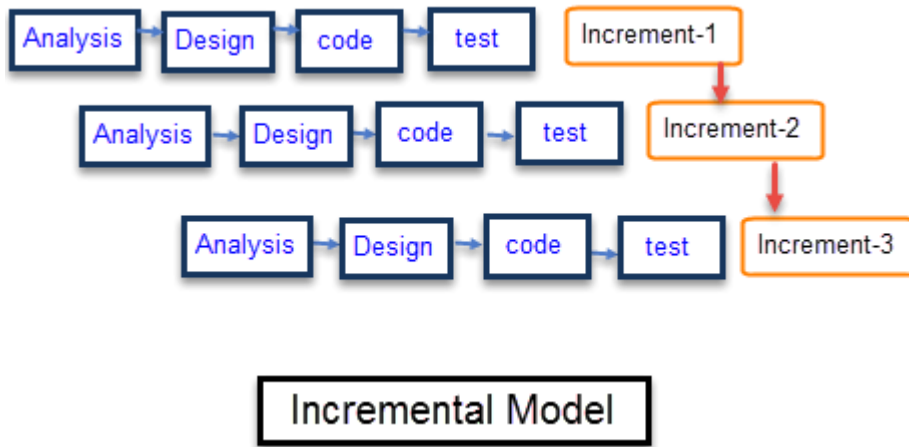 Analysis Design code test Increment-1
Analysis Design code test Increment-2
Analysis Design code test Increment-3
Incremental Model